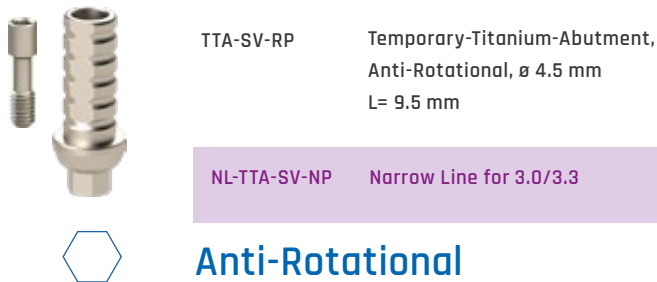 TTA-SV-RP
Temporary-Titanium-Abutment,
Anti-Rotational, ø 4.5 mm
L= 9.5 mm
NL-TTA-SV-NP Narrow Line for 3.0/3.3
Anti-Rotational